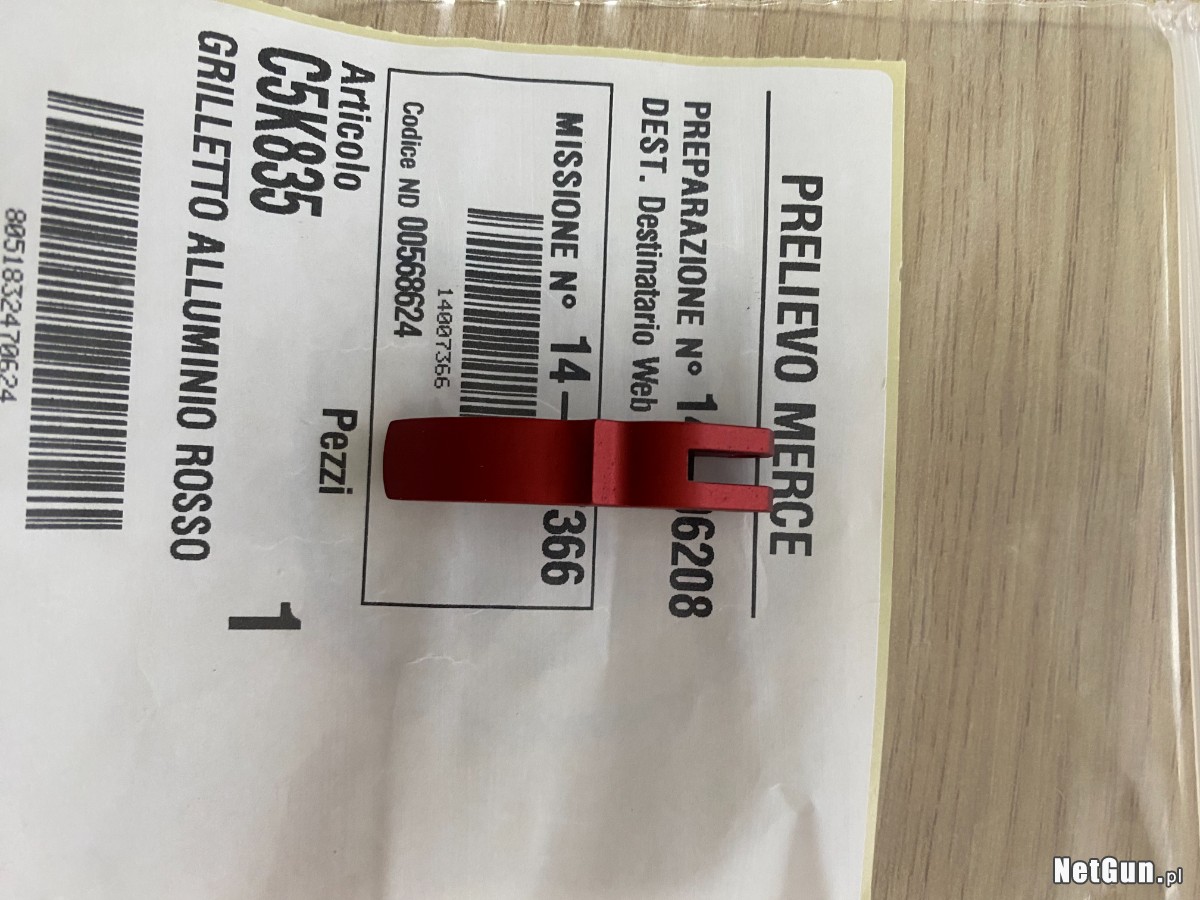 PRELIEVO MERCE
PREPARAZIONE N° 1 06208
DEST. Destinatario Web
MISSIONE N° 14- 366
14007366
Codice ND 00568624
Articolo Pezzi
C5K835 1
GRILLETTO ALLUMINIO ROSSO
8051832470624
NetGun.pl